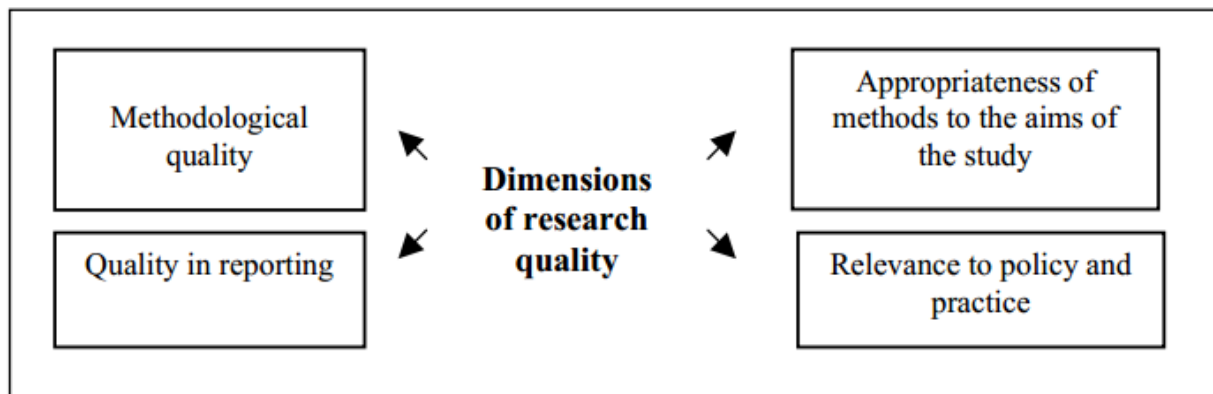 Methodological
quality
Appropriateness of
methods to the aims of
the study
Dimensions
of research
quality
Quality in reporting
Relevance to policy and
practice